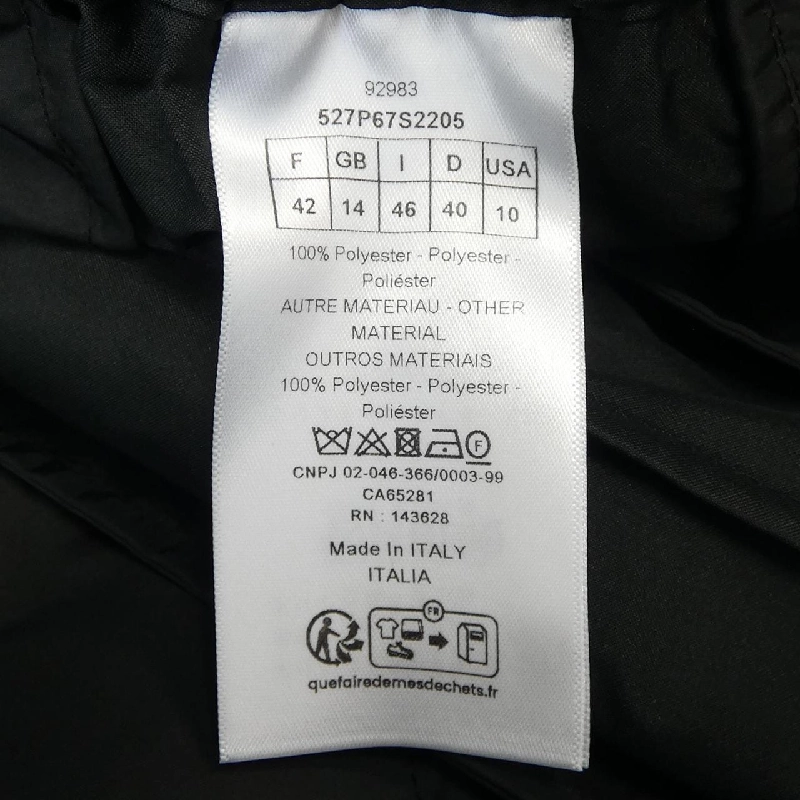 92983
527P67S2205
F GB I D USA
42 14 46 40 10
100% Polyester - Polyester -
Poliéster
AUTRE MATERIAU - OTHER
MATERIAL
OUTROS MATERIAIS
100% Polyester - Polyester -
Poliéster
F
CNPJ 02-046-366/0003-99
CA65281
RN : 143628
Made In ITALY
ITALIA
FR
quefairedemesdechets.fr